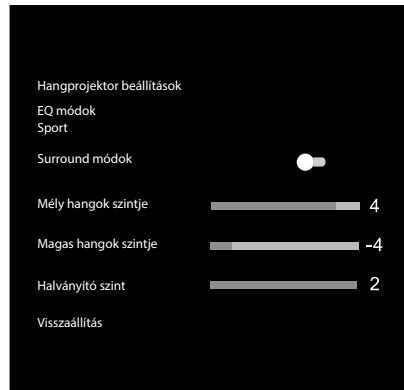 Hangprojektor beállítások
EQ módok
Sport
Surround módok
Mély hangok szintje 4
Magas hangok szintje -4
Halványító szint 2
Visszaállítás